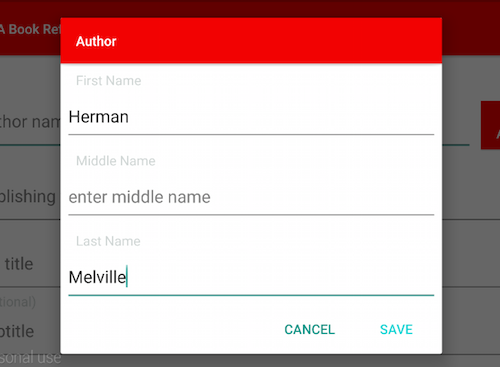 A Book Re
Author
First Name
Herman
thor nam
Middle Name
enter middle name
blishing
Last Name
title
Melville
tional)
btitle
CANCEL
SAVE
sonal use